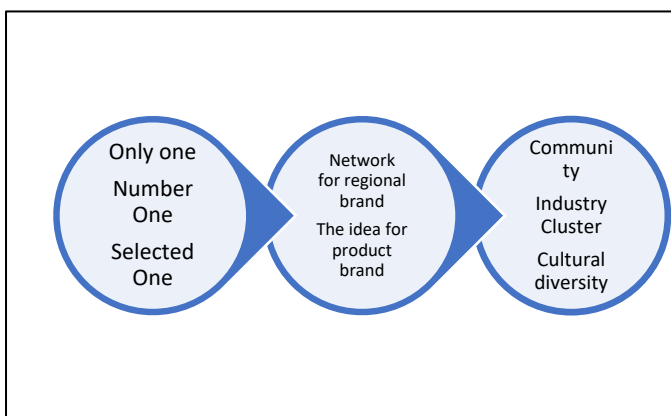 Only one
Number
One
Selected
One
Network
for regional
brand
The idea for
product
brand
Communi
ty
Industry
Cluster
Cultural
diversity